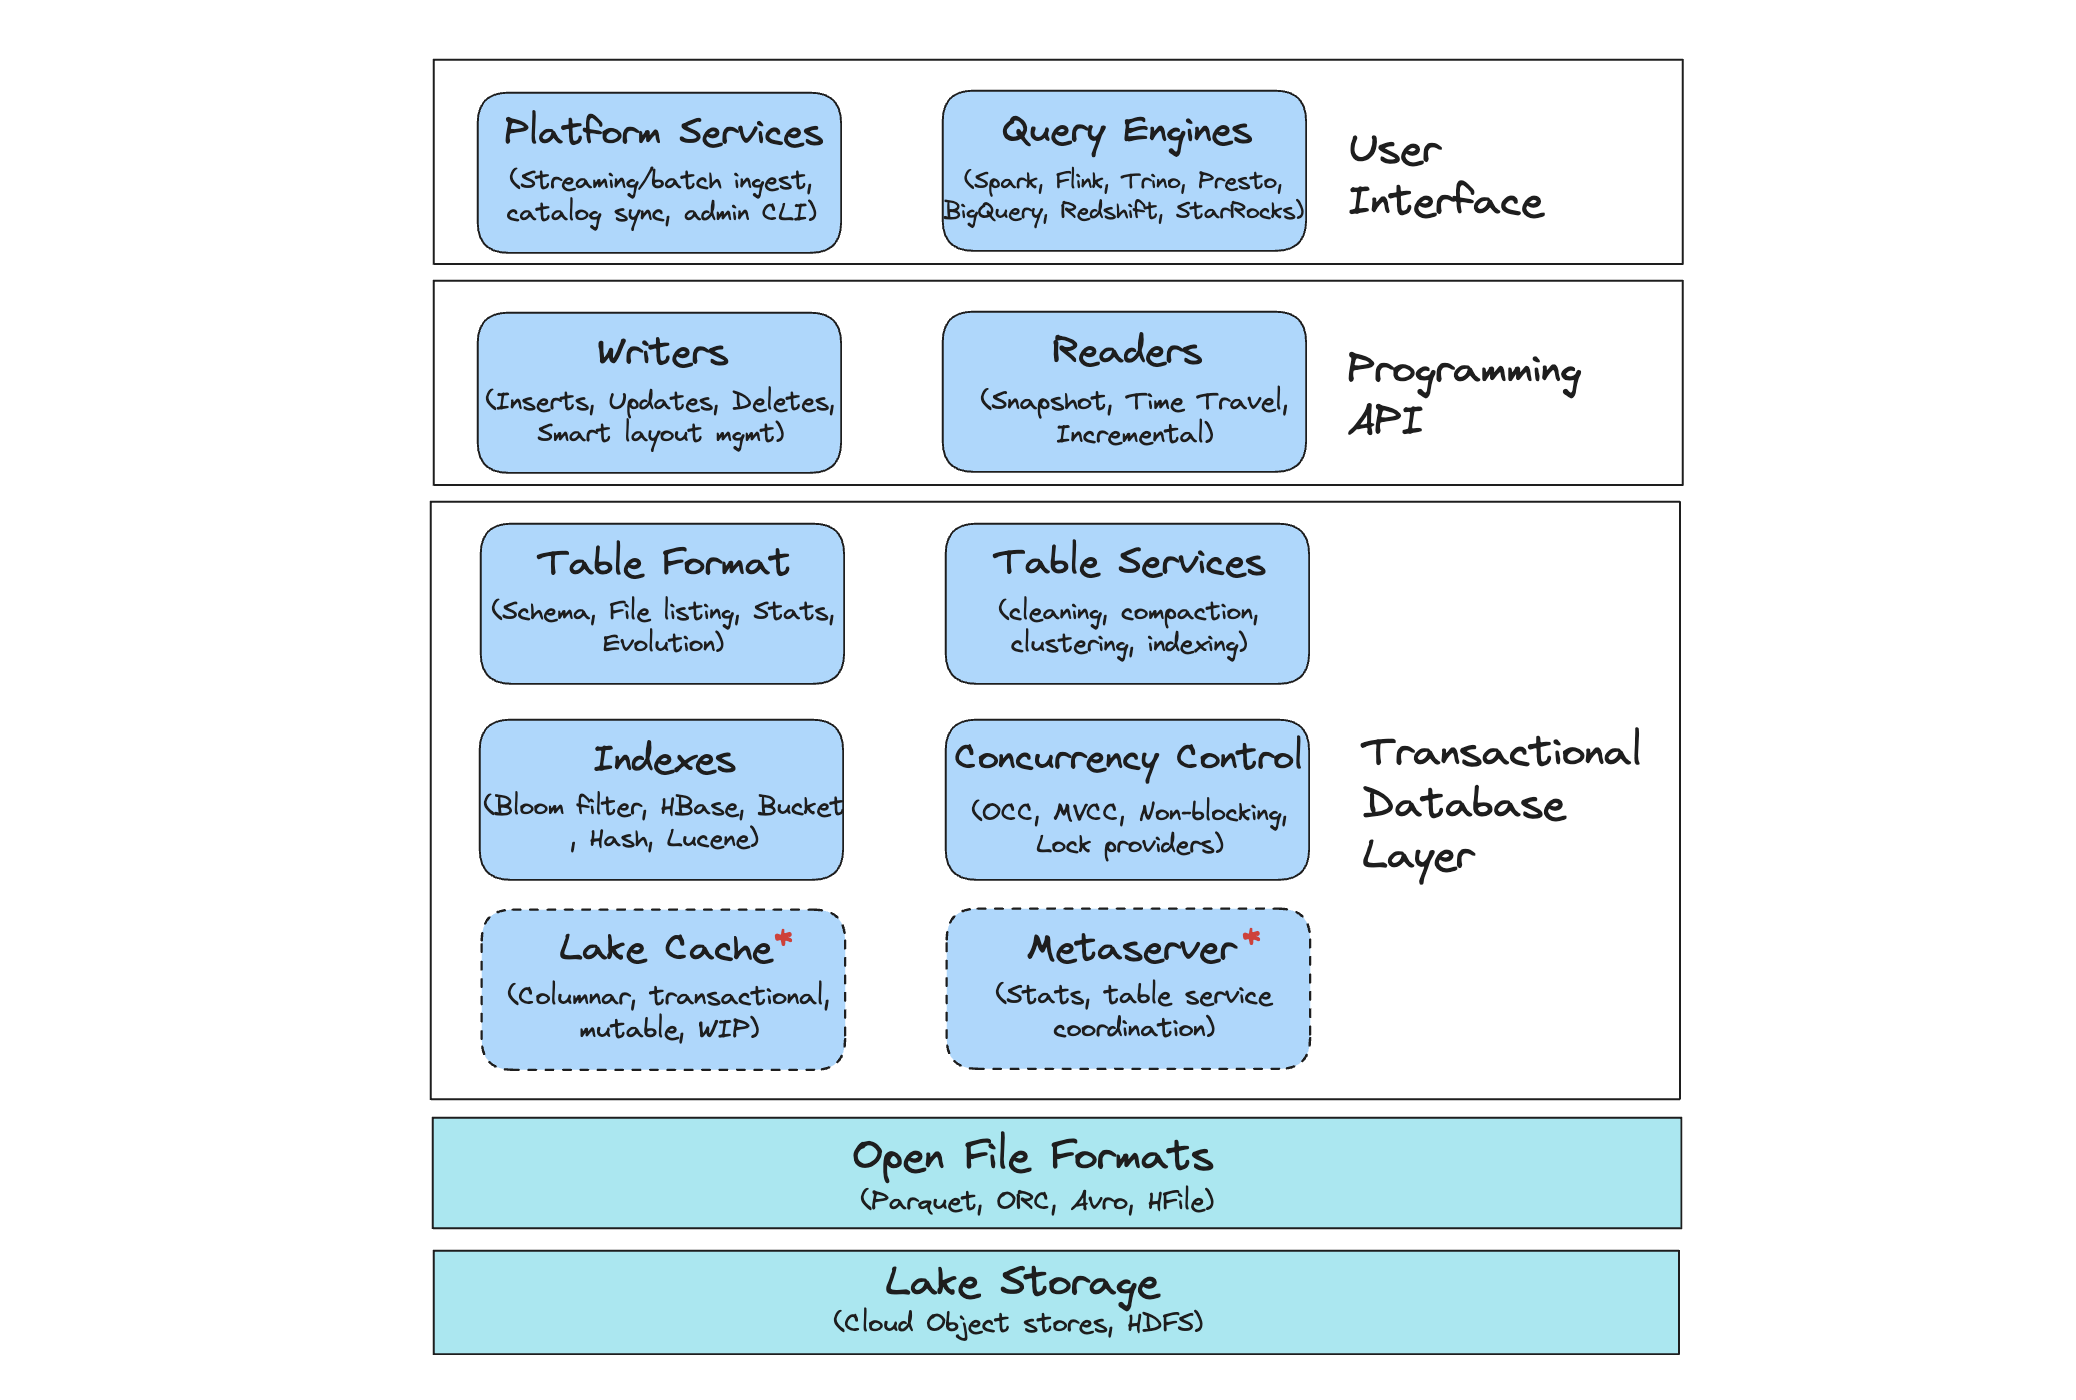 Platform Services
(Streaming/batch ingest,
catalog sync, admin CLI)
Query Engines
(Spark, Flink, Trino, Presto,
BigQuery, Redshift, StarRocks)
User
Interface
Writers
(Inserts, Updates, Deletes,
Smart layout mgmt)
Readers
(Snapshot, Time Travel,
Incremental)
Programming
API
Table Format
(Schema, File listing, Stats,
Evolution)
Table Services
(cleaning, compaction,
clustering, indexing)
Indexes
(Bloom filter, HBase, Bucket
, Hash, Lucene)
Concurrency Control
(OCC, MVCC, Non-blocking,
Lock providers)
Lake Cache*
(Columnar, transactional,
mutable, WIP)
Metaserver*
(Stats, table service
coordination)
Transactional
Database
Layer
Open File Formats
(Parquet, ORC, Avro, HFile)
Lake Storage
(Cloud Object stores, HDFS)